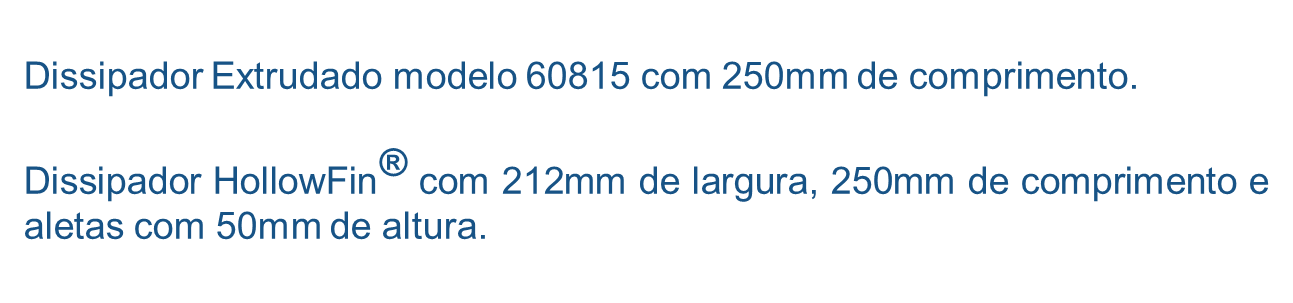 Dissipador Extrudado modelo 60815 com 250mm de comprimento.
Dissipador HollowFin® com 212mm de largura, 250mm de comprimento e
aletas com 50mm de altura.